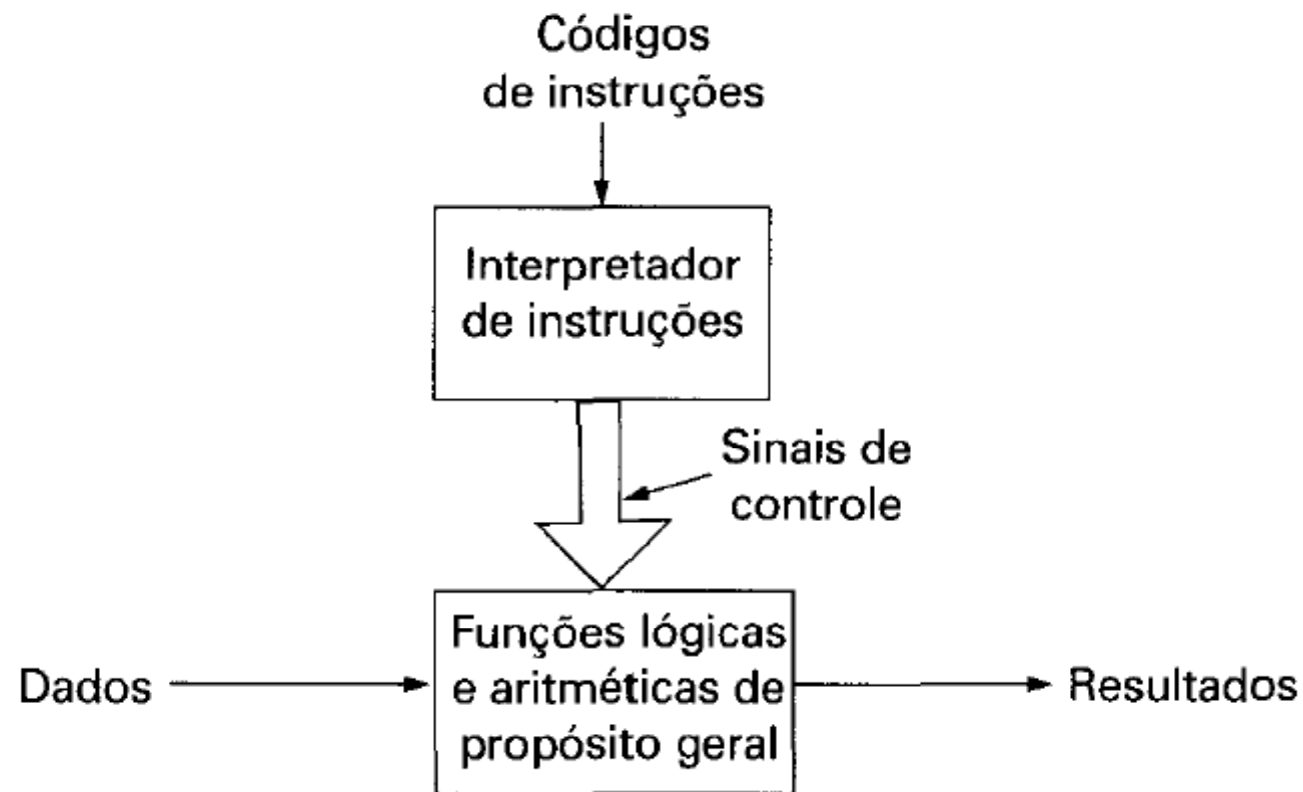 Códigos
de instruções
Interpretador
de instruções
Sinais de
controle
Funções lógicas
e aritméticas de
propósito geral
Dados
Resultados